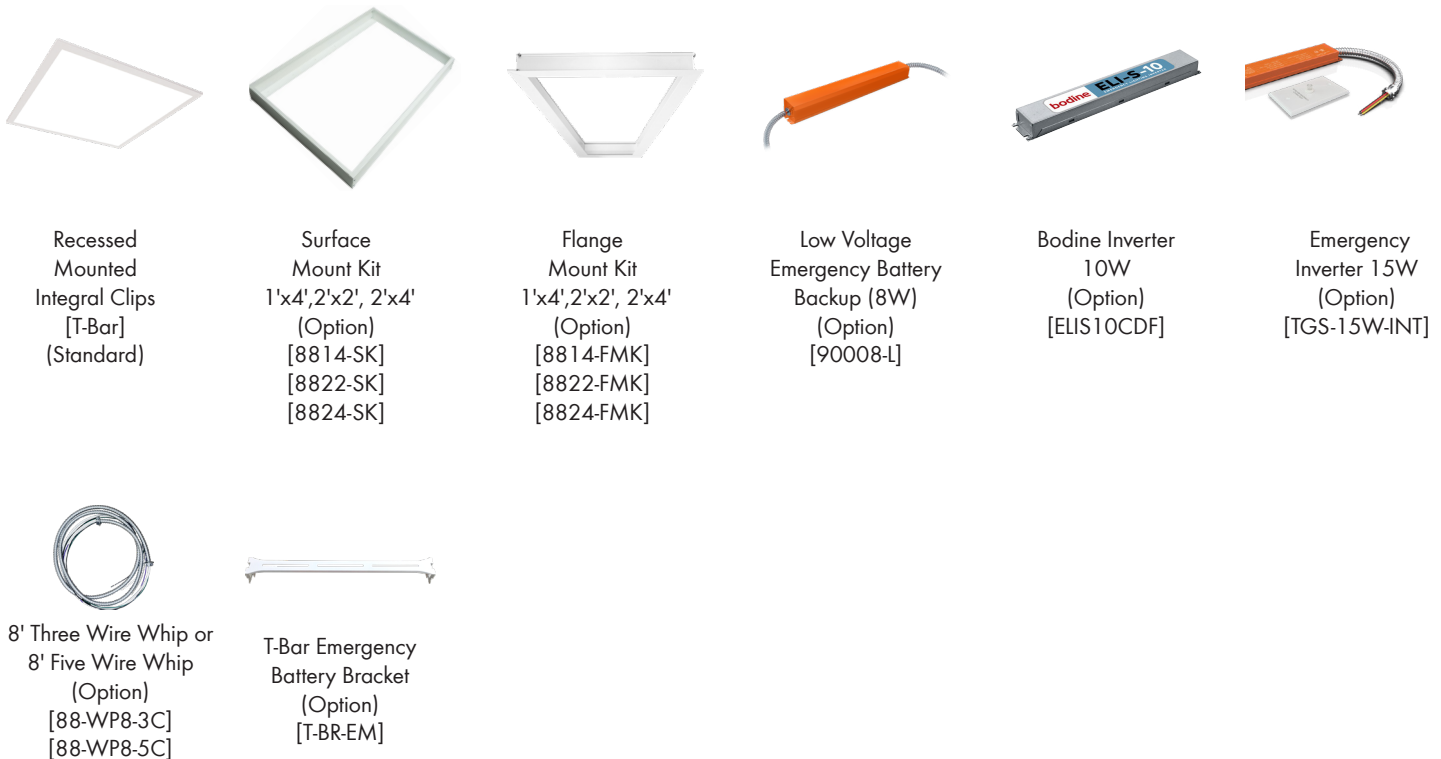 bodine
ELI-S-10
Recessed
Mounted
Integral Clips
[T-Bar]
(Standard)
Surface
Mount Kit
1'x4',2'x2', 2'x4'
(Option)
[8814-SK]
[8822-SK]
[8824-SK]
Flange
Mount Kit
1'x4',2'x2', 2'x4'
(Option)
[8814-FMK]
[8822-FMK]
[8824-FMK]
Low Voltage
Emergency Battery
Backup (8W)
(Option)
[90008-L]
Bodine Inverter
10W
(Option)
[ELIS10CDF]
Emergency
Inverter 15W
(Option)
[TGS-15W-INT]
8' Three Wire Whip or
8' Five Wire Whip
(Option)
[88-WP8-3C]
[88-WP8-5C]
T-Bar Emergency
Battery Bracket
(Option)
[T-BR-EM]